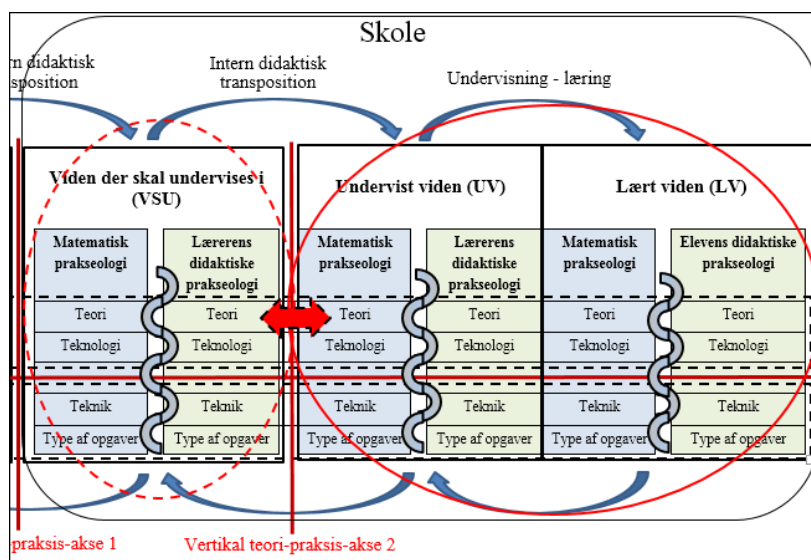 Skole
rn didaktisk
sposition
Intern didaktisk
transposition
Undervisning - læring
Viden der skal undervises i
(VSU)
Matematisk
prakseologi
Lærerens
didaktiske
prakseologi
Teori
Teori
Teknologi
Teknologi
Teknik
Teknik
Type af opgaver
Type af opgaver
Undervist viden (UV)
Matematisk
prakseologi
Lærerens
didaktiske
prakseologi
Teori
Teori
Teknologi
Teknologi
Teknik
Teknik
Type af opgaver
Type af opgaver
Lært viden (LV)
Matematisk
prakseologi
Elevens didaktiske
prakseologi
Teori
Teori
Teknologi
Teknologi
Teknik
Teknik
Type af opgaver
Type af opgaver
-praksis-akse 1
Vertikal teori-praksis-akse 2